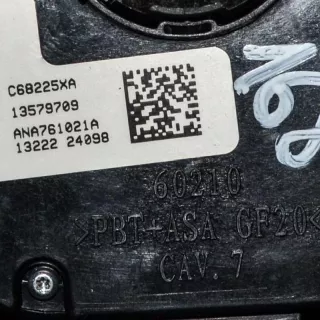 C68225XA
13579709
ANA761021A
13222 24098
60210
>PBT+ASA GF20<
CAV. 7